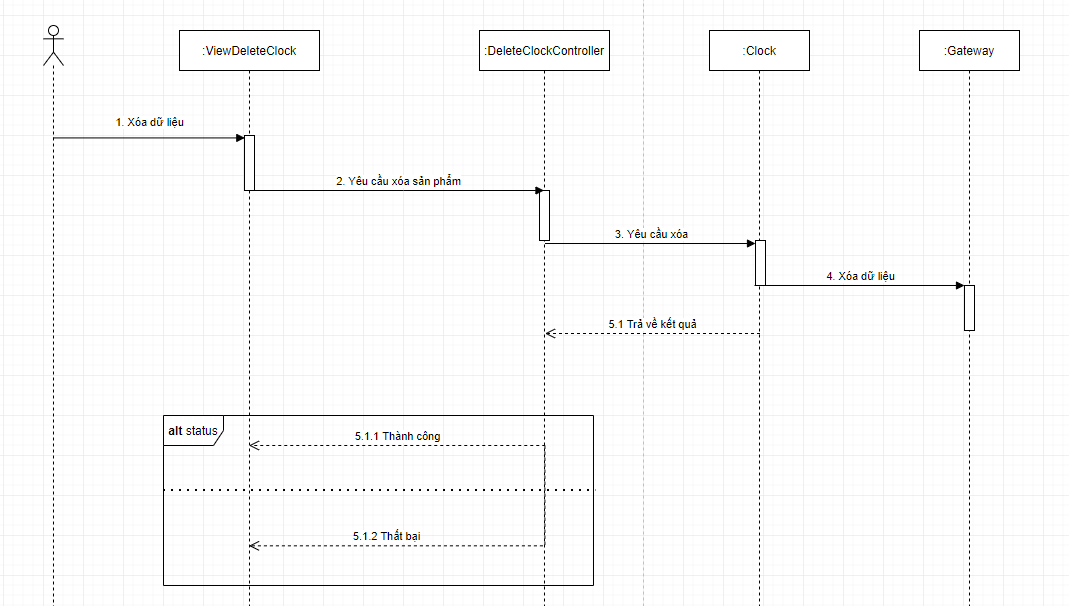 :ViewDeleteClock
:DeleteClockController
:Clock
:Gateway
1. Xóa dữ liệu
2. Yêu cầu xóa sản phẩm
3. Yêu cầu xóa
4. Xóa dữ liệu
5.1 Trả về kết quả
alt status
5.1.1 Thành công
5.1.2 Thất bại